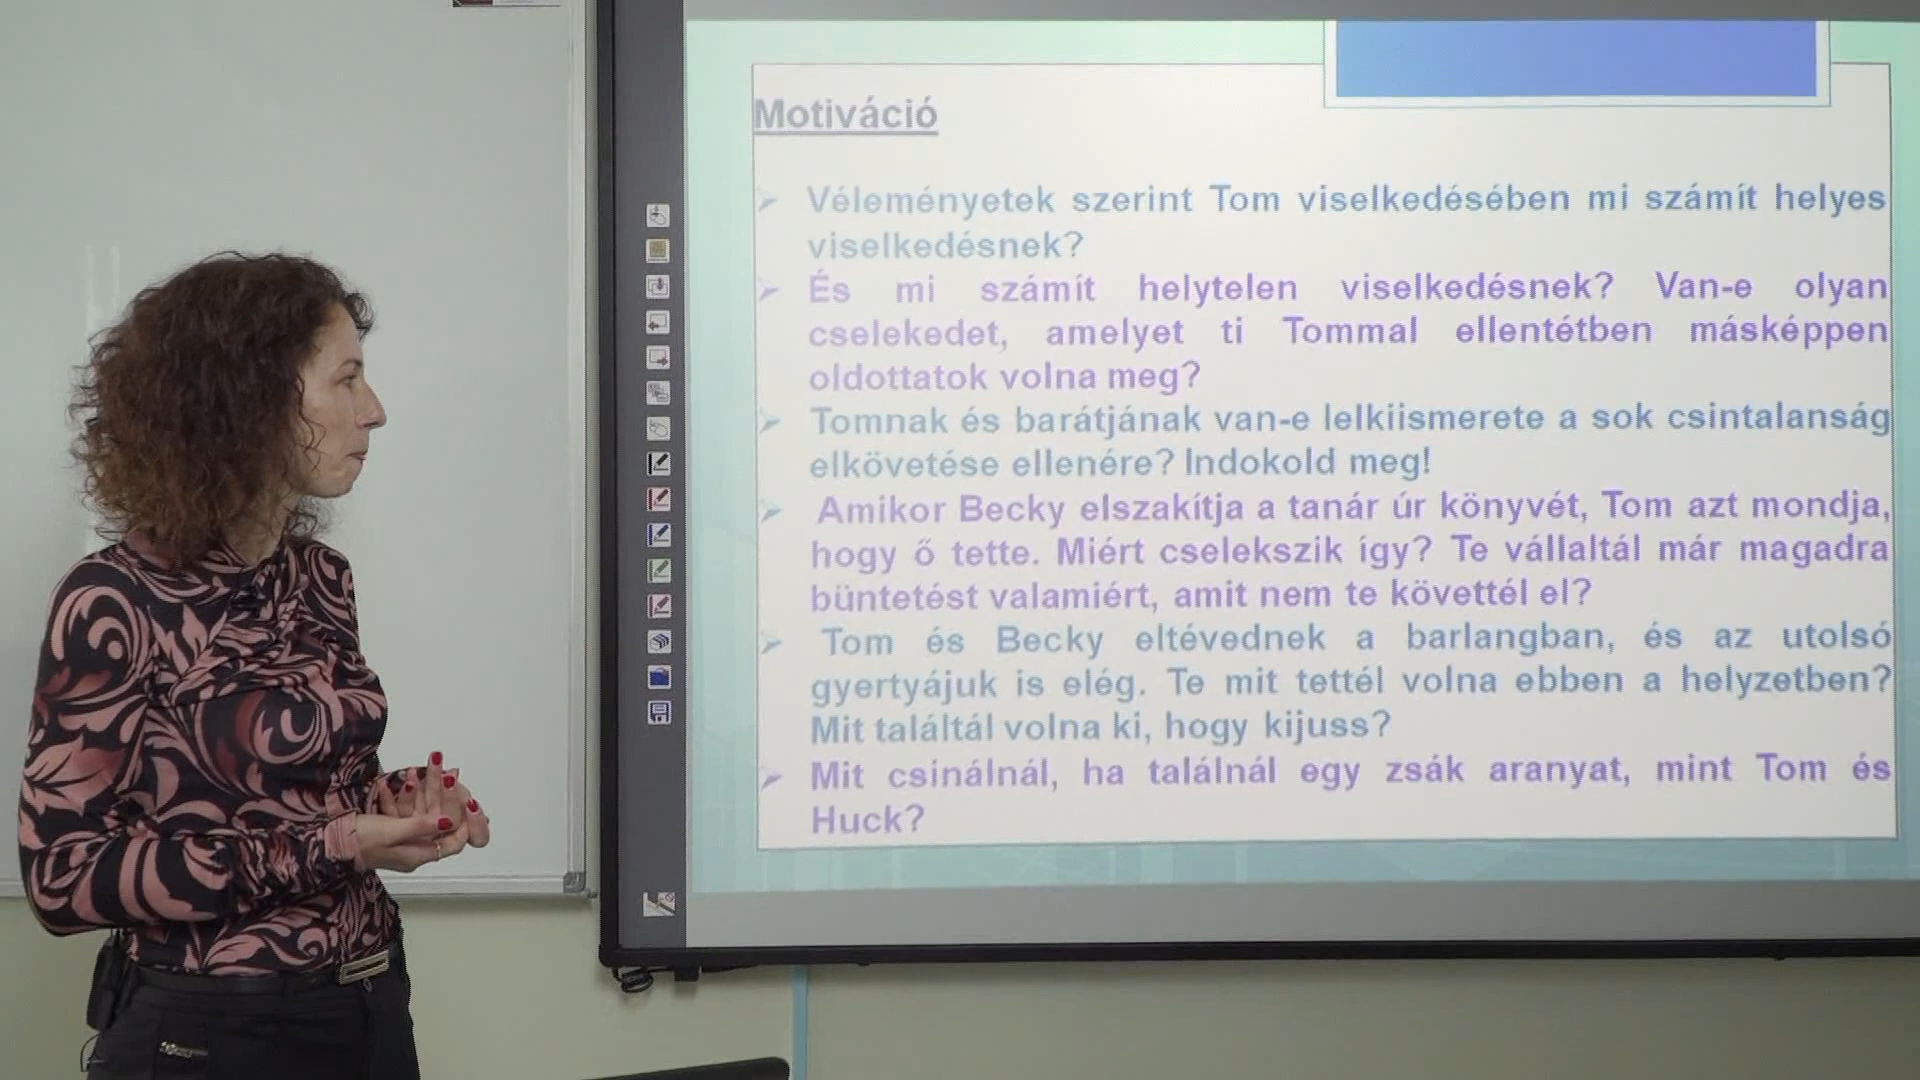 Motiváció
Véleményetek szerint Tom viselkedésében mi számít helyes
viselkedésnek?
És mi számít helytelen viselkedésnek? Van-e olyan
cselekedet, amelyet ti Tommal ellentétben másképpen
oldottatok volna meg?
Tomnak és barátjának van-e lelkiismerete a sok csintalanság
elkövetése ellenére? Indokold meg!
Amikor Becky elszakítja a tanár úr könyvét, Tom azt mondja,
hogy ő tette. Miért cselekszik így? Te vállaltál már magadra
büntetést valamiért, amit nem te követtél el?
Tom és Becky eltévednek a barlangban, és az utolsó
gyertyájuk is elég. Te mit tettél volna ebben a helyzetben?
Mit találtál volna ki, hogy kijuss?
Mit csinálnál, ha találnál egy zsák aranyat, mint Tom és
Huck?